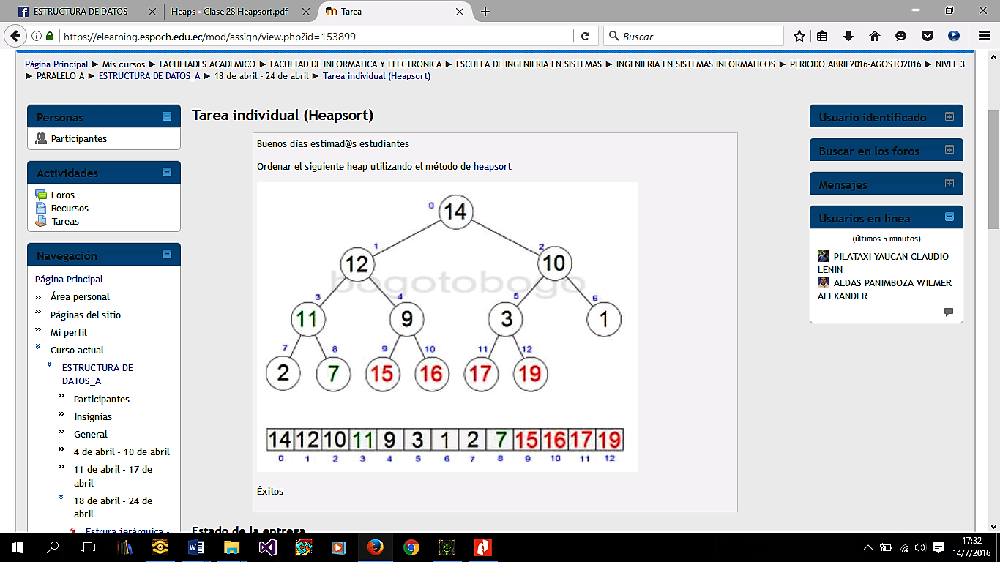 ESTRUCTURA DE DATOS
Heaps - Clase 28 Heapsort.pdf
Tarea
https://elearning.espoch.edu.ec/mod/assign/view.php?id=153899
Buscar
Página Principal ► Mis cursos ► FACULTADES ACADEMICO ► FACULTAD DE INFORMATICA Y ELECTRONICA ► ESCUELA DE INGENIERIA EN SISTEMAS ► INGENIERIA EN SISTEMAS INFORMATICOS ► PERIODO ABRIL2016-AGOSTO2016 ► NIVEL 3
► PARALELO A ► ESTRUCTURA DE DATOS_A ► 18 de abril - 24 de abril ► Tarea individual (Heapsort)
Personas
Participantes
Actividades
Foros
Recursos
Tareas
Navegación
Página Principal
Área personal
Páginas del sitio
Mi perfil
Curso actual
ESTRUCTURA DE
DATOS_A
Participantes
Insignias
General
4 de abril - 10 de abril
11 de abril - 17 de
abril
18 de abril - 24 de
abril
Estrura jerárquica -
Tarea individual (Heapsort)
Buenos días estimad@s estudiantes
Ordenar el siguiente heap utilizando el método de heapsort
0
14
1
2
12
10
bogotobogo
3
4
5
6
11
9
3
1
7
8
9
10
11
12
2
7
15
16
17
19
14 12 10 11 9 3 1 2 7 15 16 17 19
0 1 2 3 4 5 6 7 8 9 10 11 12
Éxitos
Estado de la entrega
Usuario identificado
Buscar en los foros
Mensajes
Usuarios en línea
(últimos 5 minutos)
PILATAXI YAUCAN CLAUDIO
LENIN
ALDAS PANIMBOZA WILMER
ALEXANDER
17:32
14/7/2016